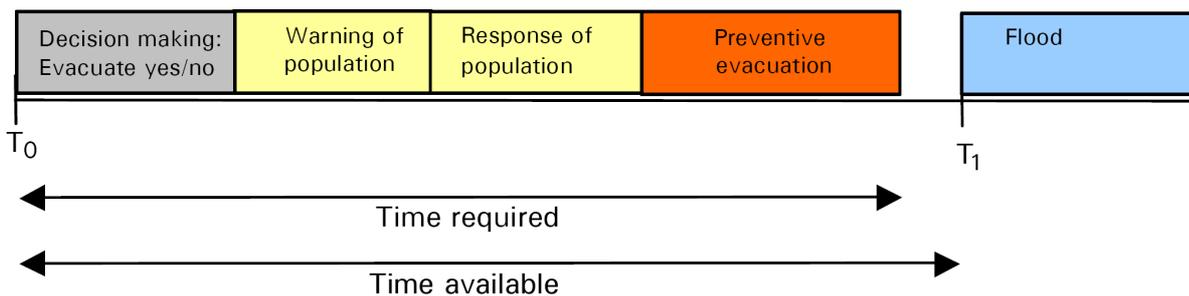 Decision making:
Evacuate yes/no
Warning of
population
Response of
population
Preventive
evacuation
Flood
T0
T1
Time required
Time available